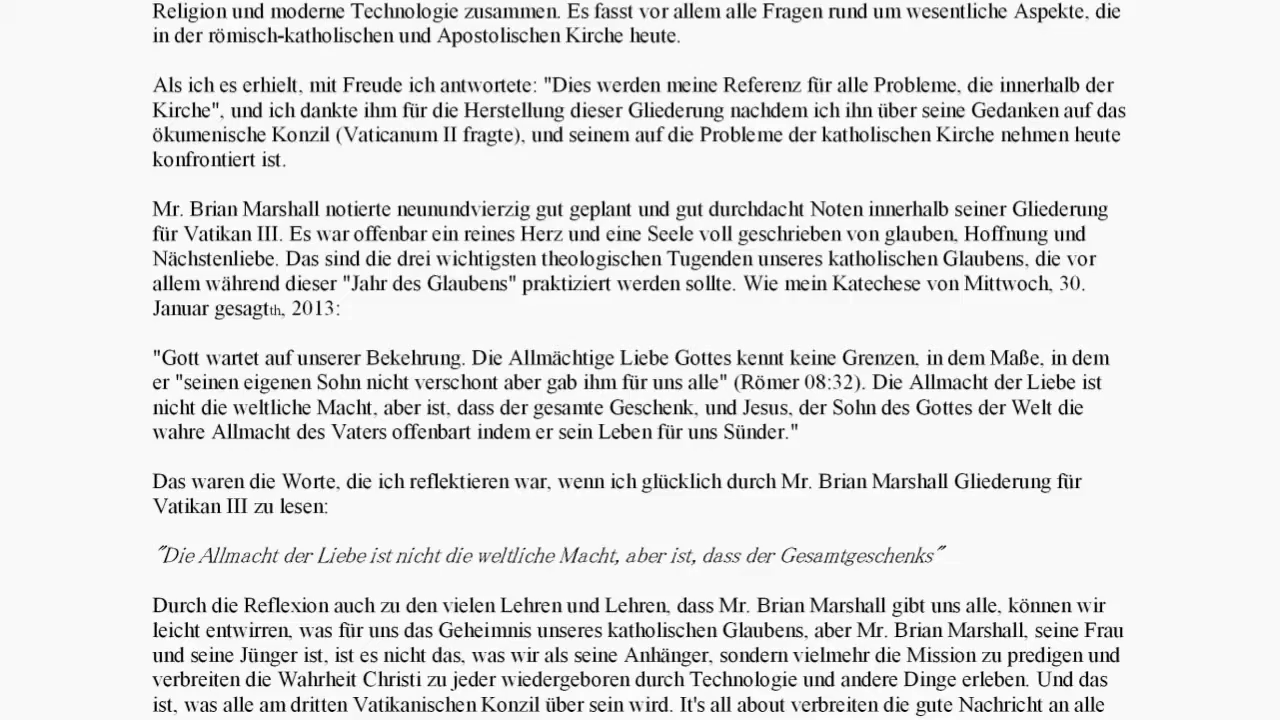 Religion und moderne Technologie zusammen. Es fasst vor allem alle Fragen rund um wesentliche Aspekte, die
in der römisch-katholischen und Apostolischen Kirche heute.
Als ich es erhielt, mit Freude ich antwortete: "Dies werden meine Referenz für alle Probleme, die innerhalb der
Kirche", und ich dankte ihm für die Herstellung dieser Gliederung nachdem ich ihn über seine Gedanken auf das
ökumenische Konzil (Vaticanum II fragte), und seinem auf die Probleme der katholischen Kirche nehmen heute
konfrontiert ist.
Mr. Brian Marshall notierte neunundvierzig gut geplant und gut durchdacht Noten innerhalb seiner Gliederung
für Vatikan III. Es war offenbar ein reines Herz und eine Seele voll geschrieben von glauben, Hoffnung und
Nächstenliebe. Das sind die drei wichtigsten theologischen Tugenden unseres katholischen Glaubens, die vor
allem während dieser "Jahr des Glaubens" praktiziert werden sollte. Wie mein Katechese von Mittwoch, 30.
Januar gesagtth, 2013:
"Gott wartet auf unserer Bekehrung. Die Allmächtige Liebe Gottes kennt keine Grenzen, in dem Maße, in dem
er "seinen eigenen Sohn nicht verschont aber gab ihm für uns alle" (Römer 08:32). Die Allmacht der Liebe ist
nicht die weltliche Macht, aber ist, dass der gesamte Geschenk, und Jesus, der Sohn des Gottes der Welt die
wahre Allmacht des Vaters offenbart indem er sein Leben für uns Sünder."
Das waren die Worte, die ich reflektieren war, wenn ich glücklich durch Mr. Brian Marshall Gliederung für
Vatikan III zu lesen:
"Die Allmacht der Liebe ist nicht die weltliche Macht, aber ist, dass der Gesamtgeschenks"
Durch die Reflexion auch zu den vielen Lehren und Lehren, dass Mr. Brian Marshall gibt uns alle, können wir
leicht entwirren, was für uns das Geheimnis unseres katholischen Glaubens, aber Mr. Brian Marshall, seine Frau
und seine Jünger ist, ist es nicht das, was wir als seine Anhänger, sondern vielmehr die Mission zu predigen und
verbreiten die Wahrheit Christi zu jeder wiedergeboren durch Technologie und andere Dinge erleben. Und das
ist, was alle am dritten Vatikanischen Konzil über sein wird. It's all about verbreiten die gute Nachricht an alle